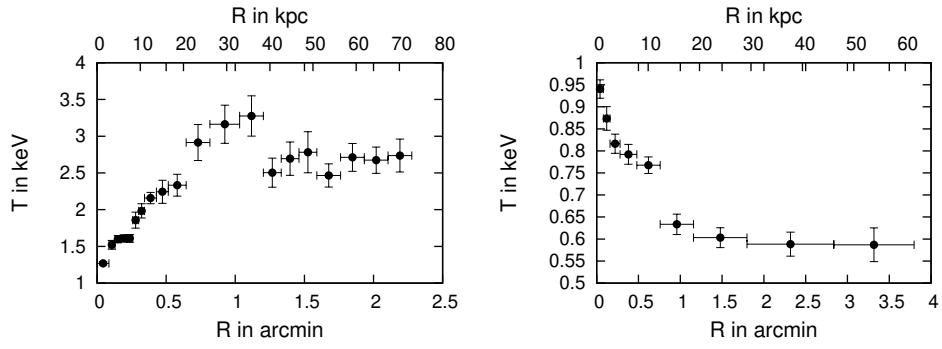 R in kpc
0 10 20 30 40 50 60 70 80
4
3.5
3
2.5
2
1.5
1
T in keV
0 0.5 1 1.5 2 2.5
R in arcmin
R in kpc
0 10 20 30 40 50 60
1
0.95
0.9
0.85
0.8
0.75
0.7
0.65
0.6
0.55
0.5
T in keV
0 0.5 1 1.5 2 2.5 3 3.5 4
R in arcmin